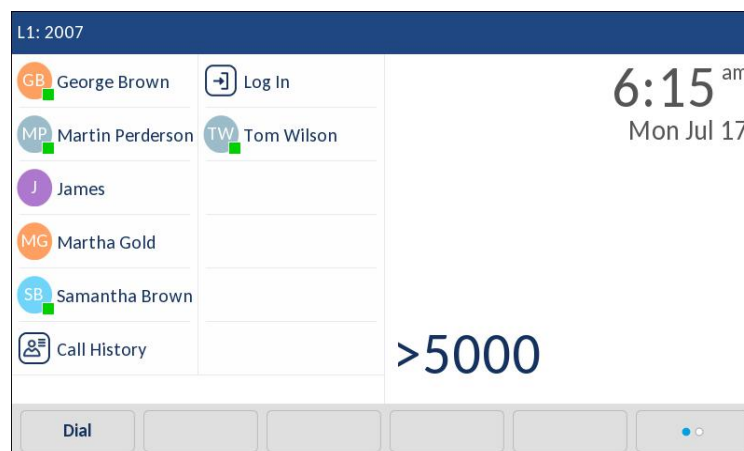 L1: 2007
GB George Brown
Log In
6:15 am
MP Martin Perderson
TW Tom Wilson
Mon Jul 17
J James
MG Martha Gold
SB Samantha Brown
Call History
>5000
Dial